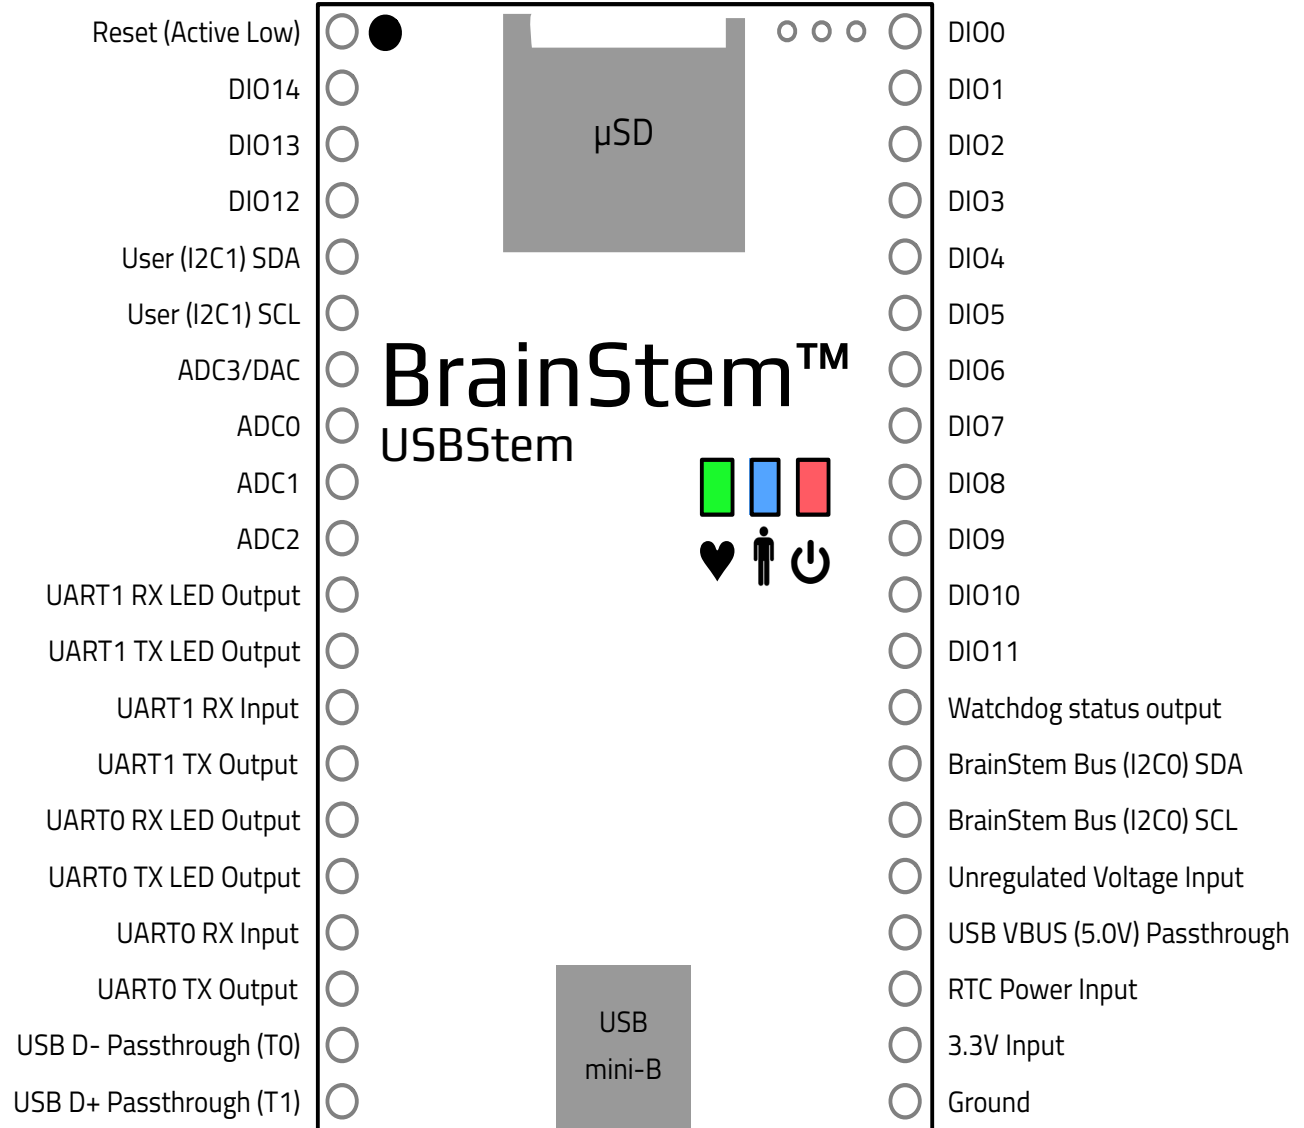 Reset (Active Low)
DIO14
DIO13
DIO12
User (I2C1) SDA
User (I2C1) SCL
ADC3/DAC
ADC0
ADC1
ADC2
UART1 RX LED Output
UART1 TX LED Output
UART1 RX Input
UART1 TX Output
UART0 RX LED Output
UART0 TX LED Output
UART0 RX Input
UART0 TX Output
USB D- Passthrough (T0)
USB D+ Passthrough (T1)
µSD
BrainStem™
USBStem
USB
mini-B
DIO0
DIO1
DIO2
DIO3
DIO4
DIO5
DIO6
DIO7
DIO8
DIO9
DIO10
DIO11
Watchdog status output
BrainStem Bus (I2C0) SDA
BrainStem Bus (I2C0) SCL
Unregulated Voltage Input
USB VBUS (5.0V) Passthrough
RTC Power Input
3.3V Input
Ground